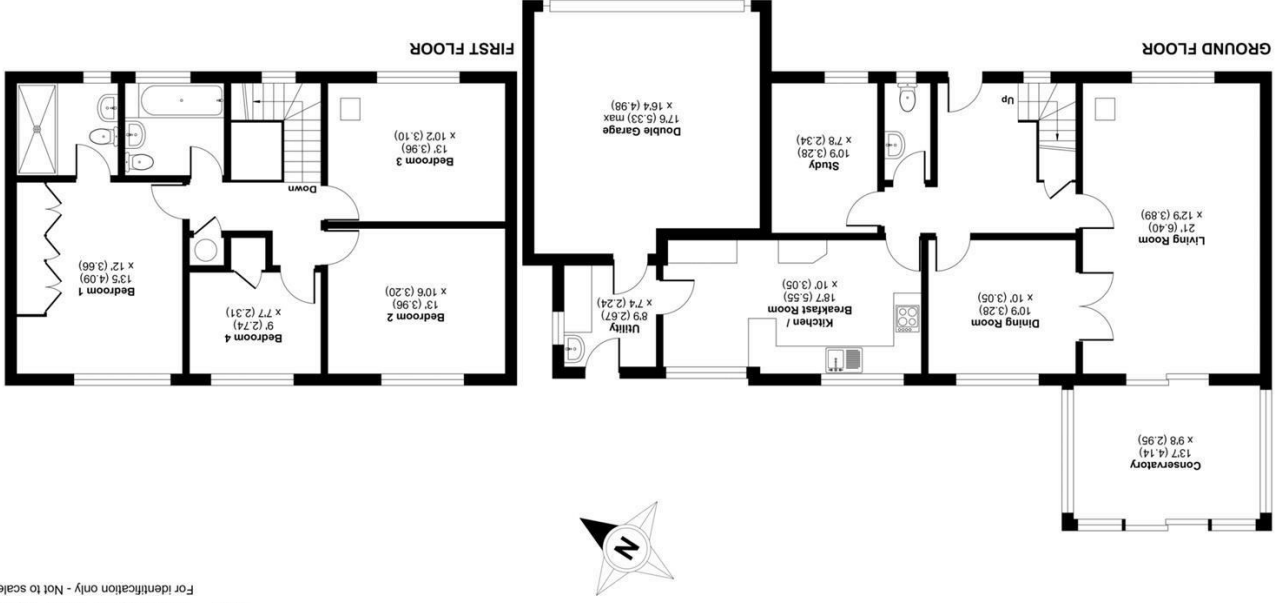 For identification only - Not to scale
N
Conservatory
13'7 (4.14)
x 9'8 (2.95)
Living Room
21' (6.40)
x 12'9 (3.89)
Dining Room
10'9 (3.28)
x 10' (3.05)
Kitchen /
Breakfast Room
18'7 (5.55)
x 10' (3.05)
Utility
8'9 (2.67)
x 7'4 (2.24)
Up
Study
10'9 (3.28)
x 7'8 (2.34)
Double Garage
17'6 (5.33) max
x 16'4 (4.98)
GROUND FLOOR
Bedroom 2
13' (3.96)
x 10'6 (3.20)
Bedroom 4
9' (2.74)
x 7'7 (2.31)
Bedroom 1
13'5 (4.09)
x 12' (3.66)
Down
Bedroom 3
13' (3.96)
x 10'2 (3.10)
FIRST FLOOR